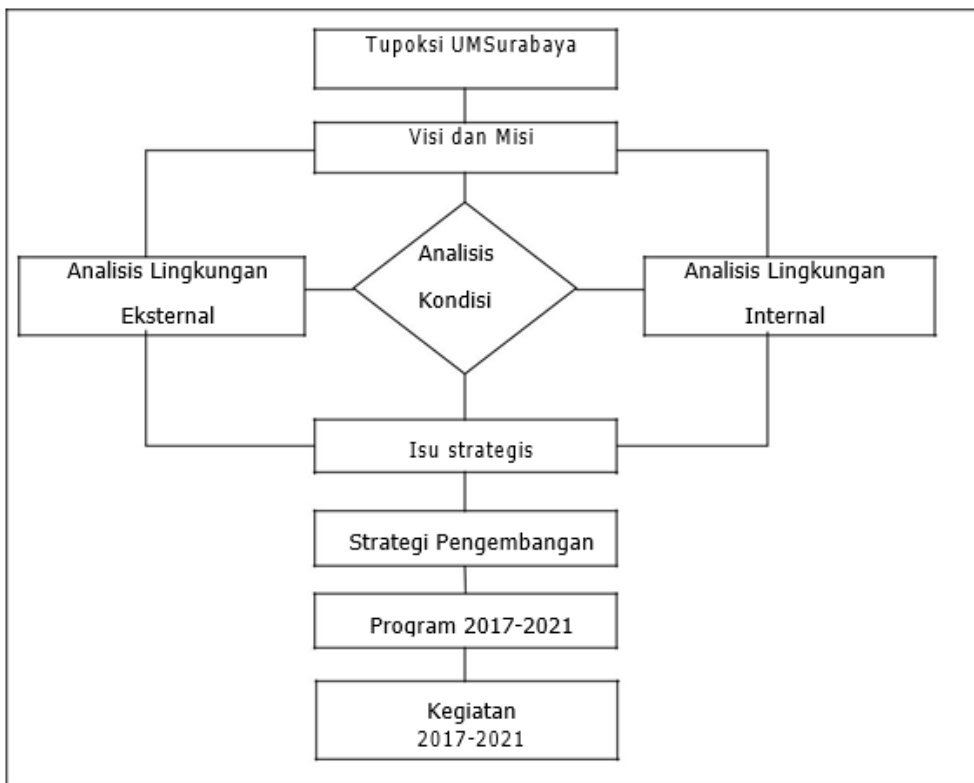 Tupoksi UMSurabaya
Visi dan Misi
Analisis Lingkungan
Eksternal
Analisis
Kondisi
Analisis Lingkungan
Internal
Isu strategis
Strategi Pengembangan
Program 2017-2021
Kegiatan
2017-2021